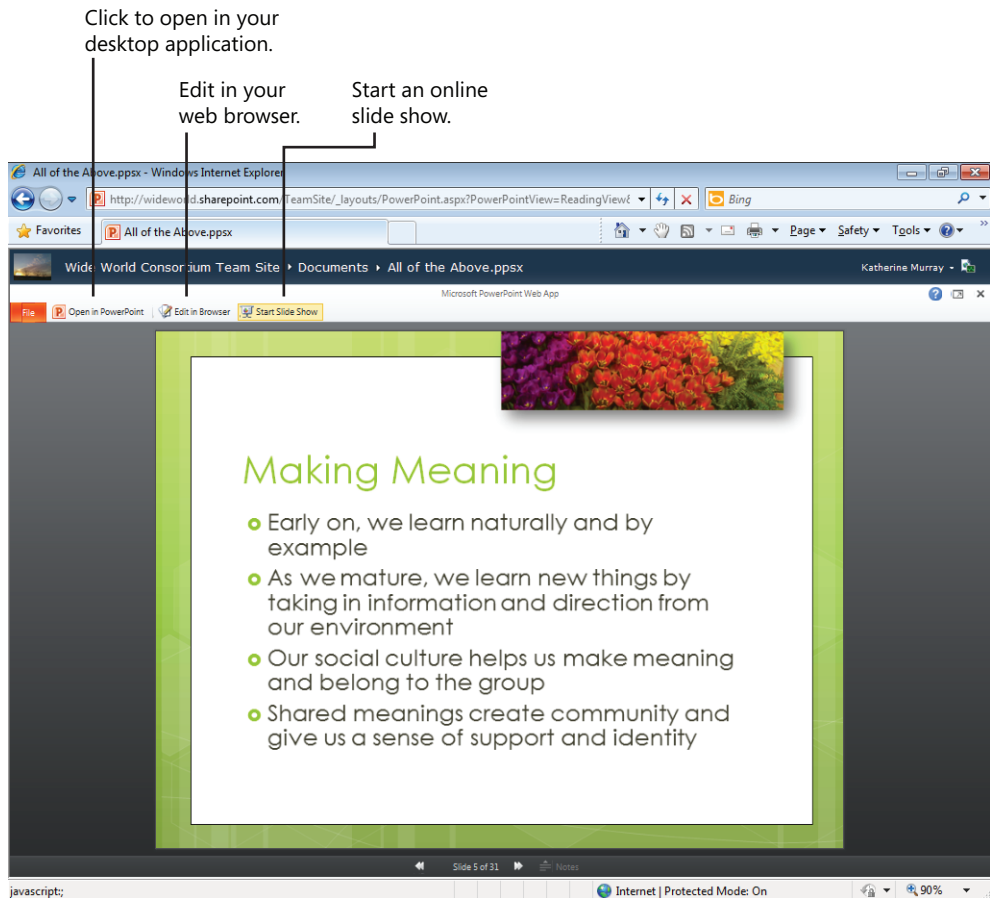 Click to open in your
desktop application.
Edit in your
web browser.
Start an online
slide show.
All of the Above.ppsx - Windows Internet Explorer
http://wideworld.sharepoint.com/TeamSite/_layouts/PowerPoint.aspx?PowerPointView=ReadingView&
Bing
Favorites
All of the Above.ppsx
Page Safety Tools
Wide World Consortium Team Site Documents All of the Above.ppsx
Katherine Murray
Microsoft PowerPoint Web App
File Open in PowerPoint Edit in Browser Start Slide Show
Making Meaning
Early on, we learn naturally and by
example
As we mature, we learn new things by
taking in information and direction from
our environment
Our social culture helps us make meaning
and belong to the group
Shared meanings create community and
give us a sense of support and identity
Slide 5 of 31 Notes
javascript:;
Internet | Protected Mode: On
90%